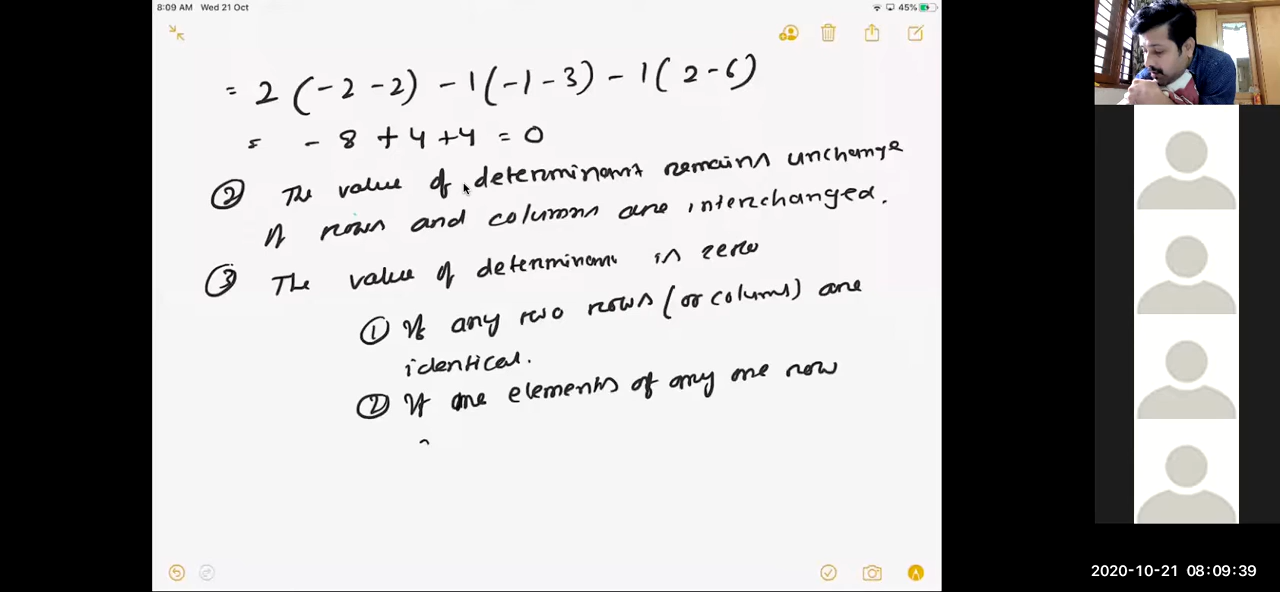 8:09 AM Wed 21 Oct
45%
= 2 (-2 - 2) - 1 (-1 - 3) - 1 ( 2 - 6)
= - 8 + 4 + 4 = 0
② The value of determinant remains unchange
if rows and columns are interchanged.
③ The value of determinant is zero
① If any two rows (or colums) are
identical.
② If the elements of any one row
2020-10-21 08:09:39